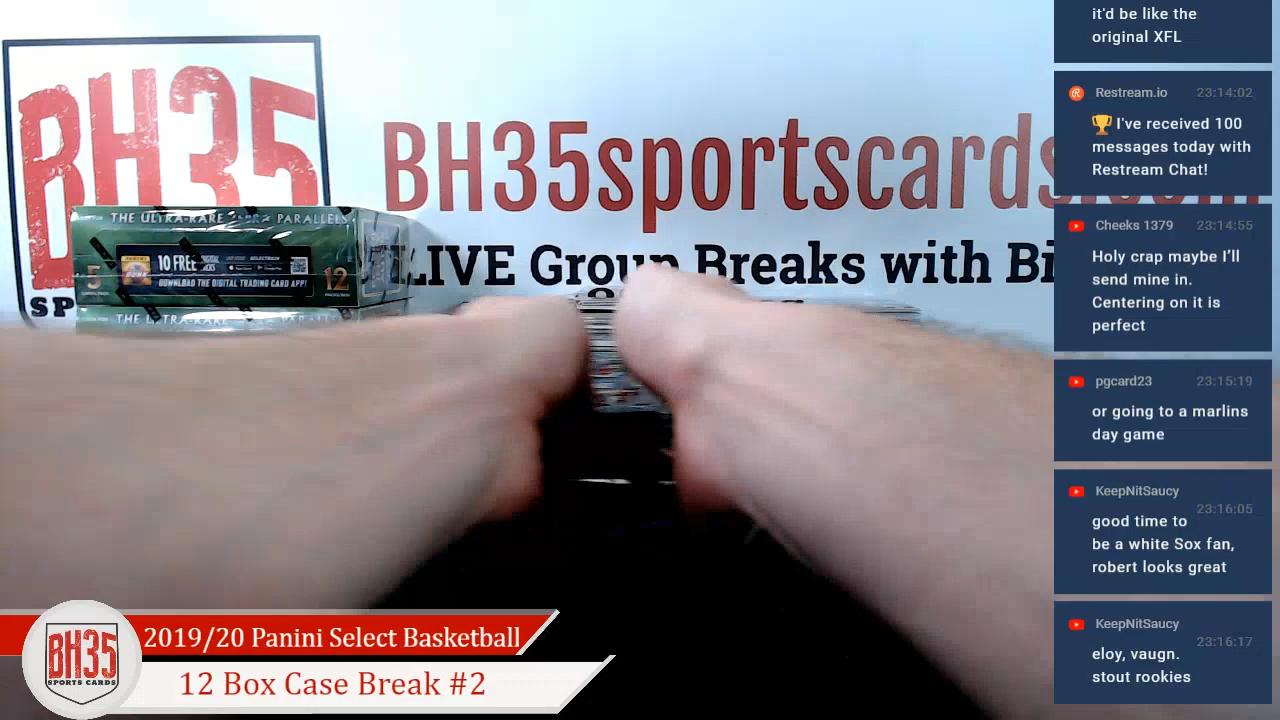 BH35
SP
BH35sportscards.com
LIVE Group Breaks with Bi
THE ULTRA-RARE PARALLELS
5
10 FREE
DOWNLOAD THE DIGITAL TRADING CARD APP!
12
THE ULTRA-RARE PARALLELS
it'd be like the
original XFL
Restream.io 23:14:02
🏆 I've received 100
messages today with
Restream Chat!
Cheeks 1379 23:14:55
Holy crap maybe I'll
send mine in.
Centering on it is
perfect
pgcard23 23:15:19
or going to a marlins
day game
KeepNitSaucy 23:16:05
good time to
be a white Sox fan,
robert looks great
KeepNitSaucy 23:16:17
eloy, vaugn.
stout rookies
2019/20 Panini Select Basketball
12 Box Case Break #2
BH35
SPORTS CARDS